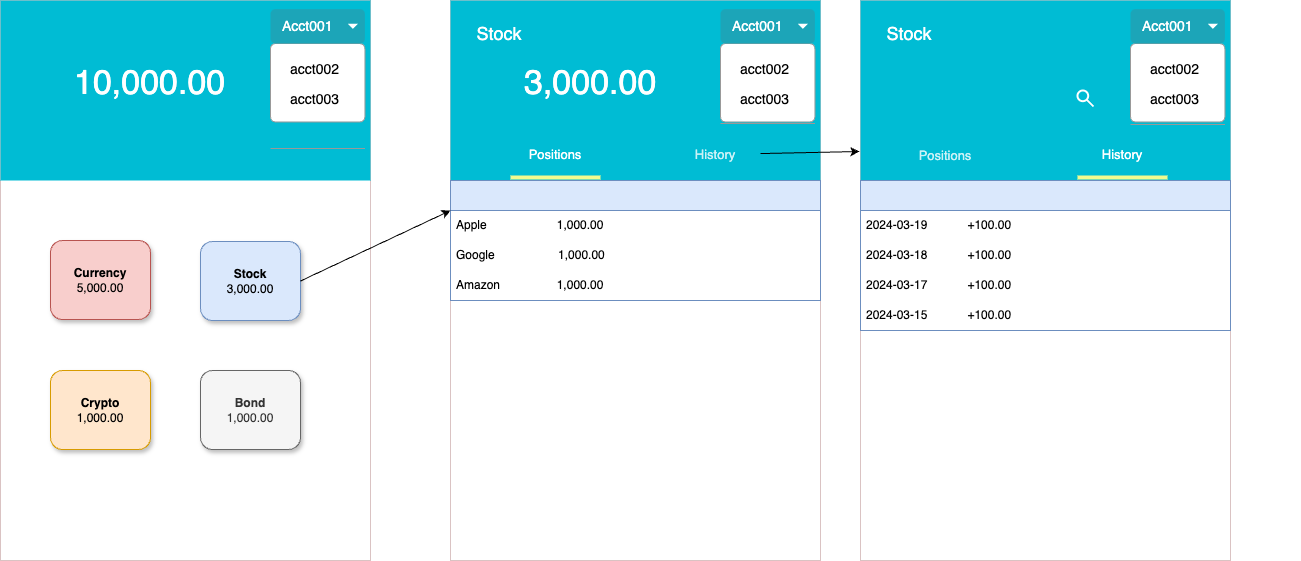 Acct001
acct002
acct003
10,000.00
Currency
5,000.00
Stock
3,000.00
Crypto
1,000.00
Bond
1,000.00
Stock
Acct001
acct002
acct003
3,000.00
Positions History
Apple 1,000.00
Google 1,000.00
Amazon 1,000.00
Stock
Acct001
acct002
acct003
Positions History
2024-03-19 +100.00
2024-03-18 +100.00
2024-03-17 +100.00
2024-03-15 +100.00